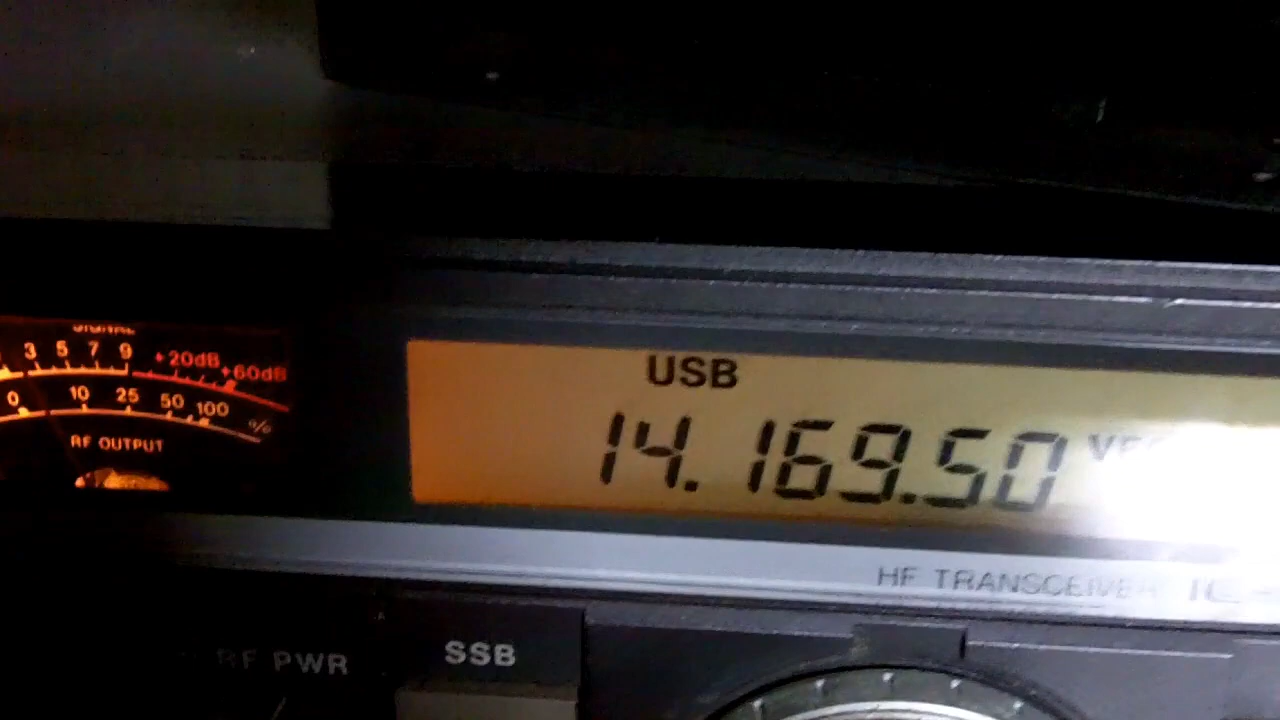 SIGNAL
3 5 7 9 +20dB +60dB
0 10 25 50 100 %
RF OUTPUT
USB
14.169.50
HF TRANSCEIVER
RF PWR
SSB